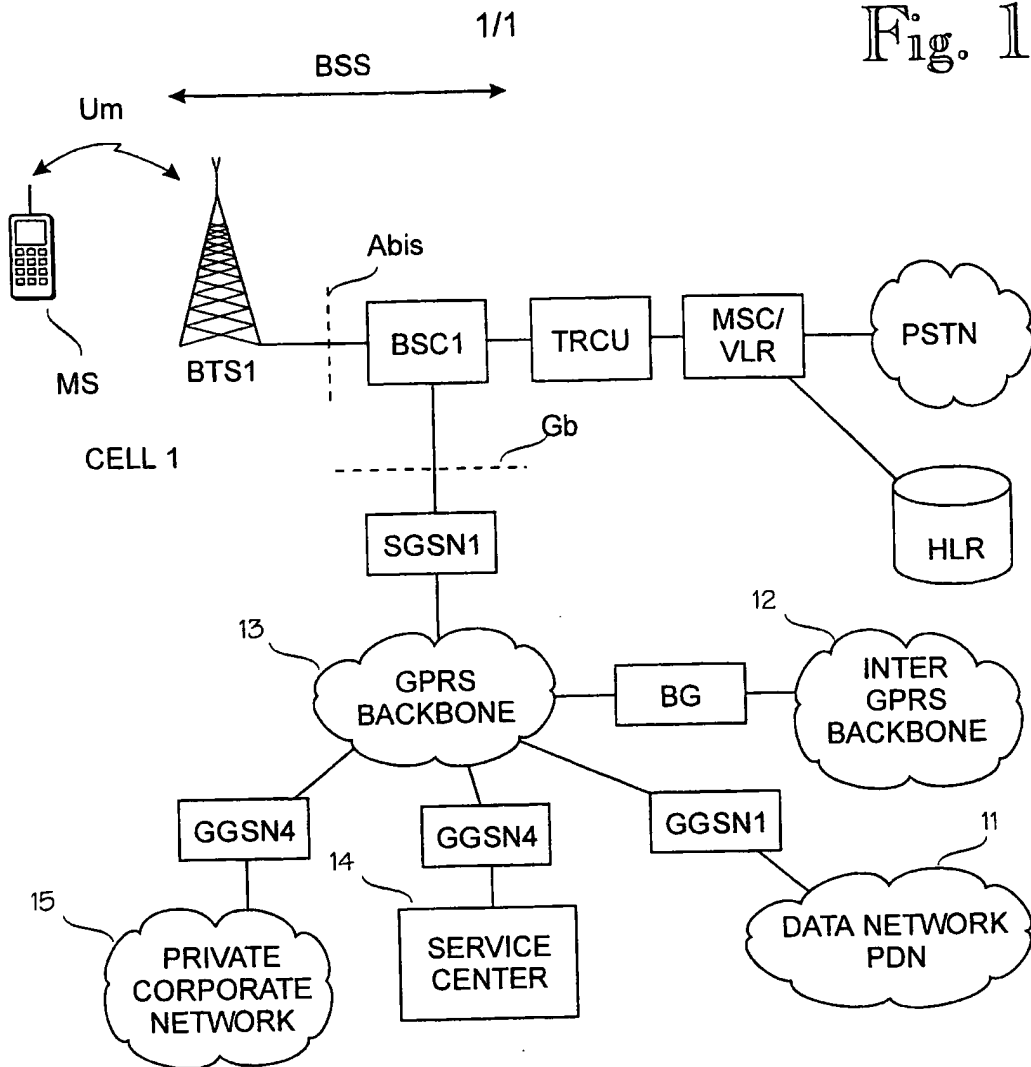 1/1
Fig. 1
BSS
Um
Abis
MS
BTS1
BSC1
TRCU
MSC/
VLR
PSTN
CELL 1
Gb
HLR
SGSN1
13
GPRS
BACKBONE
BG
12
INTER
GPRS
BACKBONE
GGSN4
GGSN4
GGSN1
11
15
PRIVATE
CORPORATE
NETWORK
14
SERVICE
CENTER
DATA NETWORK
PDN